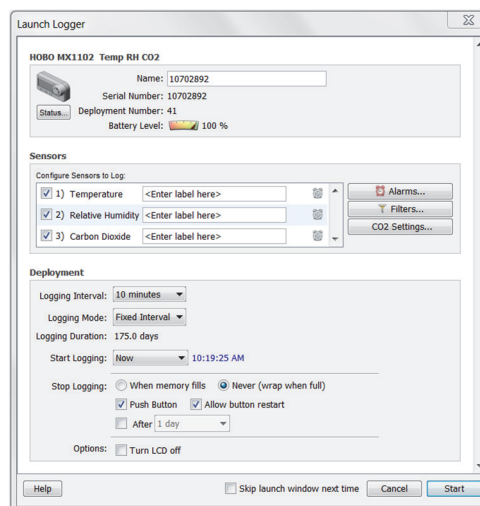 Launch Logger
HOBO MX1102 Temp RH CO2
Name: 10702892
Serial Number: 10702892
Status... Deployment Number: 41
Battery Level: 100 %
Sensors
Configure Sensors to Log:
1) Temperature <Enter label here>
2) Relative Humidity <Enter label here>
3) Carbon Dioxide <Enter label here>
Alarms...
Filters...
CO2 Settings...
Deployment
Logging Interval: 10 minutes
Logging Mode: Fixed Interval
Logging Duration: 175.0 days
Start Logging: Now 10:19:25 AM
Stop Logging: When memory fills Never (wrap when full)
Push Button Allow button restart
After 1 day
Options: Turn LCD off
Help Skip launch window next time Cancel Start